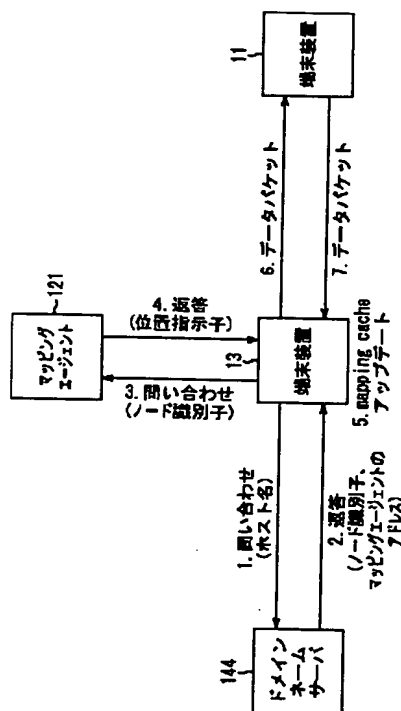 121
マッピング
エージェント
4. 返答
(位置指示子)
3. 問い合わせ
(ノード識別子)
144
ドメイン
ネーム
サーバ
1. 問い合わせ
(ホスト名)
2. 返答
(ノード識別子、
マッピングエージェントの
アドレス)
13
端末装置
5. mapping cache
アップデート
6. データパケット
7. データパケット
11
端末装置